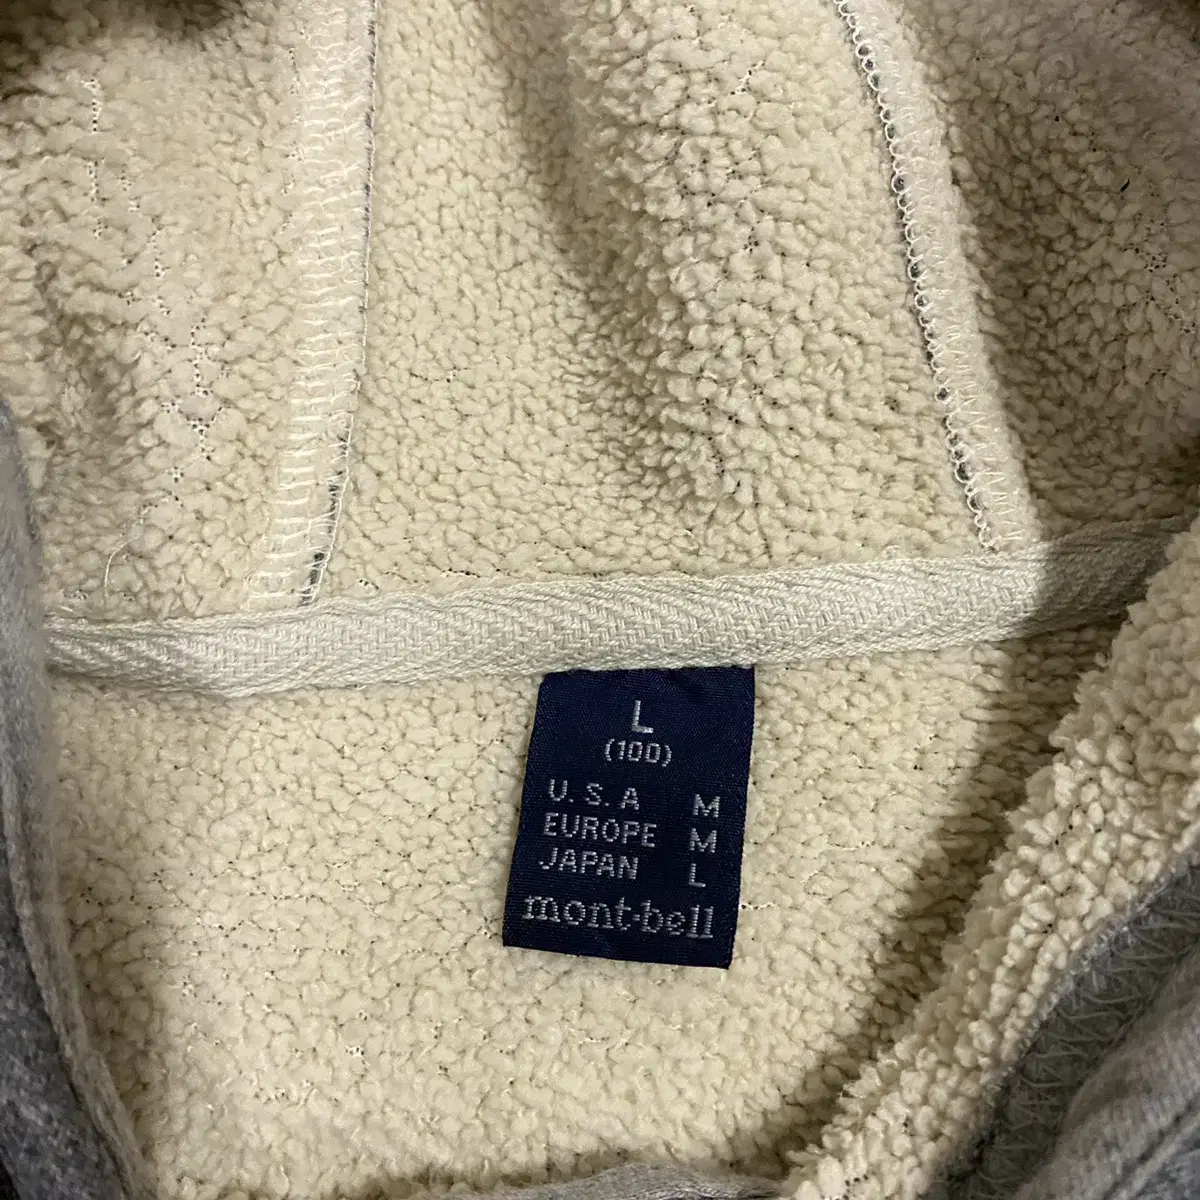 L
(100)
U.S.A M
EUROPE M
JAPAN L
mont-bell